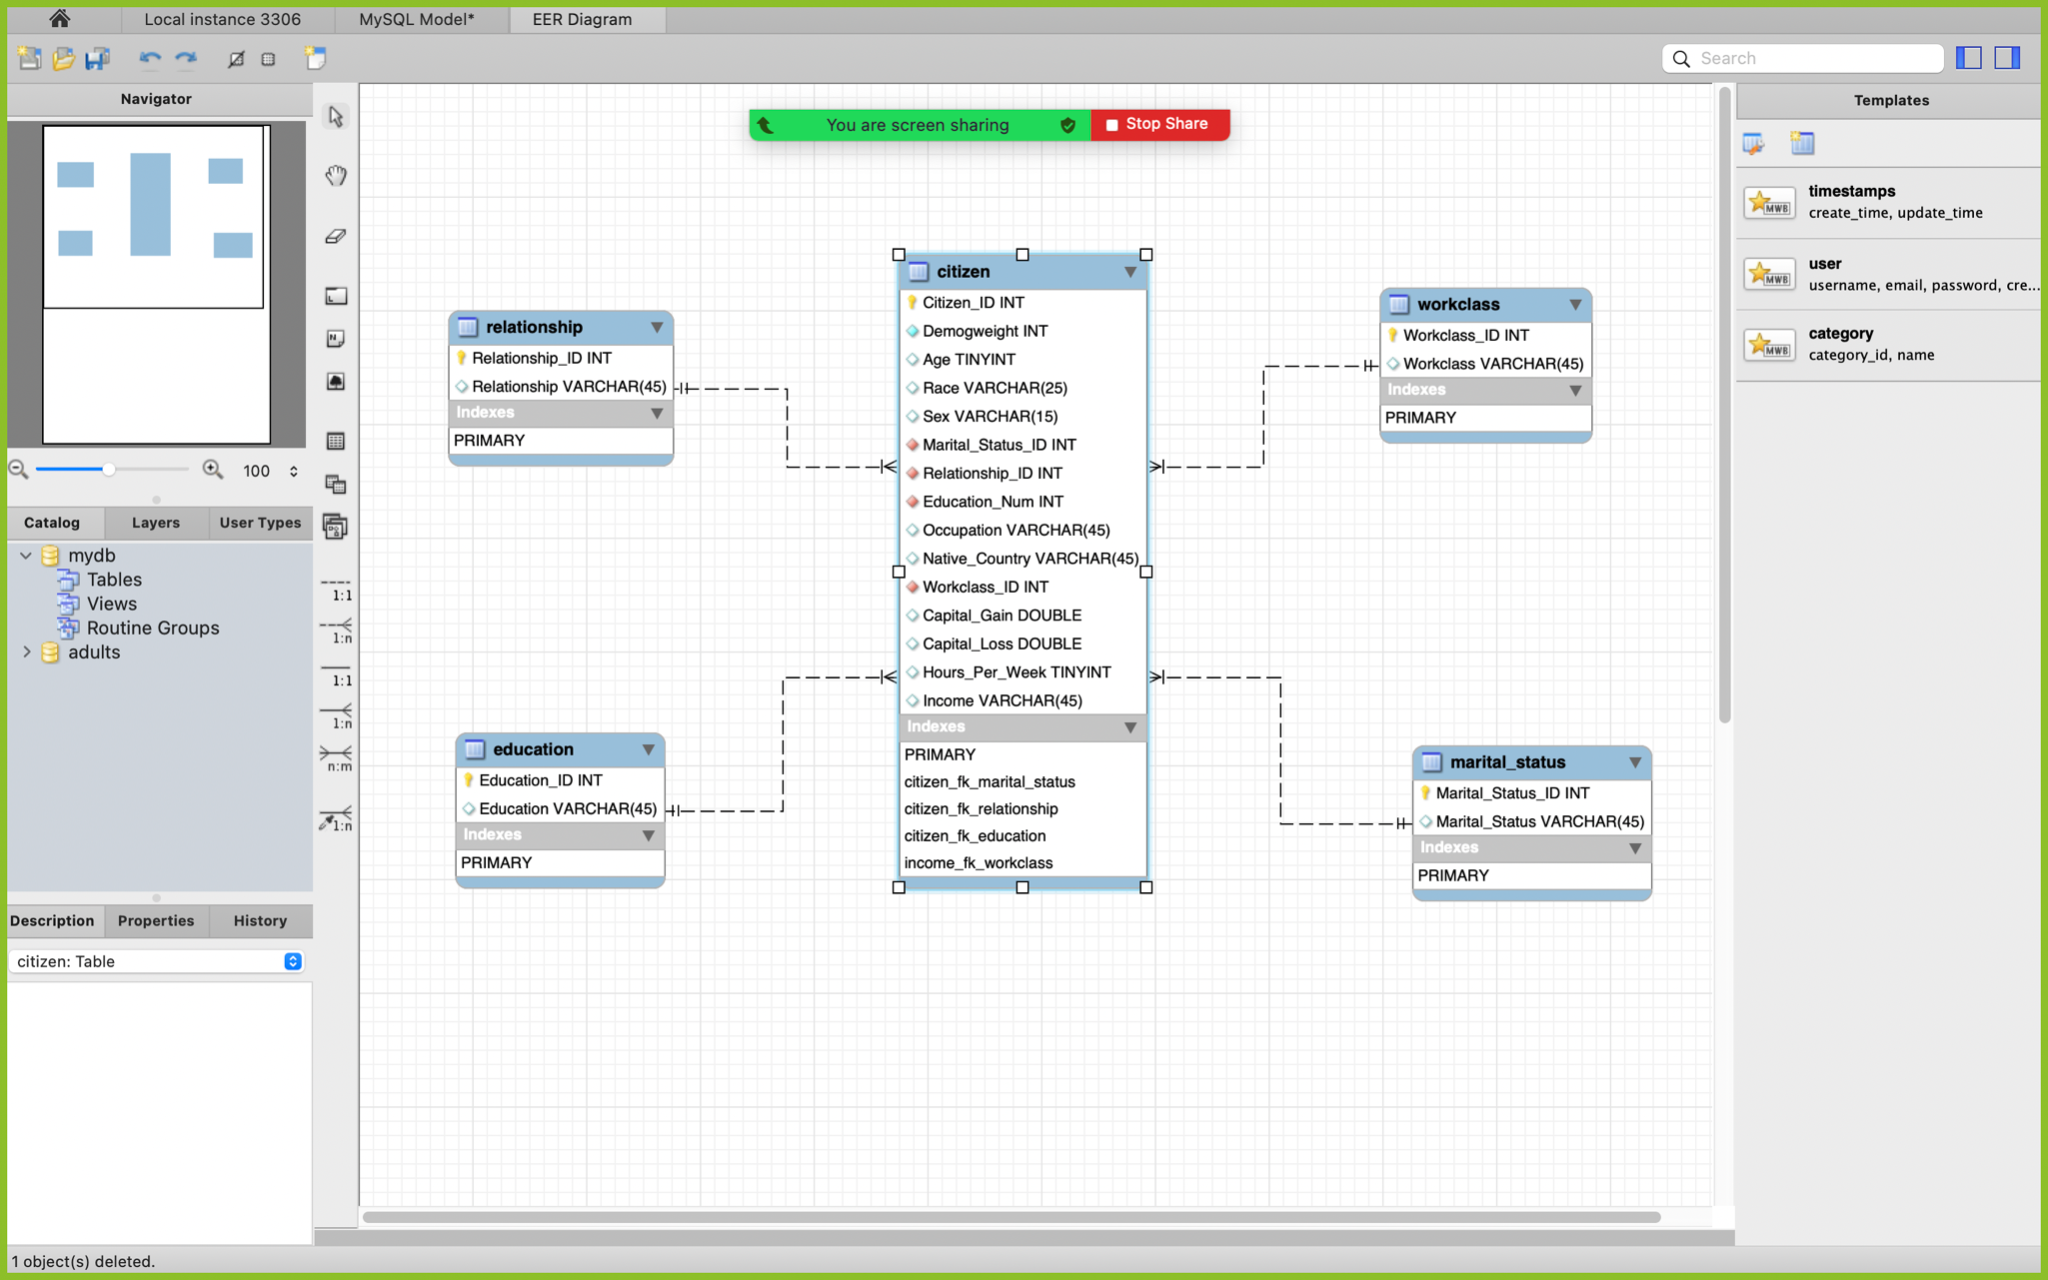 Local instance 3306
MySQL Model*
EER Diagram
Search
Navigator
Templates
You are screen sharing
Stop Share
MWB
timestamps
create_time, update_time
MWB
user
username, email, password, cre...
MWB
category
category_id, name
100
Catalog
Layers
User Types
mydb
Tables
Views
Routine Groups
adults
Description
Properties
History
citizen: Table
1:1
1:n
1:1
1:n
n:m
1:n
relationship
Relationship_ID INT
Relationship VARCHAR(45)
Indexes
PRIMARY
citizen
Citizen_ID INT
Demogweight INT
Age TINYINT
Race VARCHAR(25)
Sex VARCHAR(15)
Marital_Status_ID INT
Relationship_ID INT
Education_Num INT
Occupation VARCHAR(45)
Native_Country VARCHAR(45)
Workclass_ID INT
Capital_Gain DOUBLE
Capital_Loss DOUBLE
Hours_Per_Week TINYINT
Income VARCHAR(45)
Indexes
PRIMARY
citizen_fk_marital_status
citizen_fk_relationship
citizen_fk_education
income_fk_workclass
workclass
Workclass_ID INT
Workclass VARCHAR(45)
Indexes
PRIMARY
education
Education_ID INT
Education VARCHAR(45)
Indexes
PRIMARY
marital_status
Marital_Status_ID INT
Marital_Status VARCHAR(45)
Indexes
PRIMARY
1 object(s) deleted.